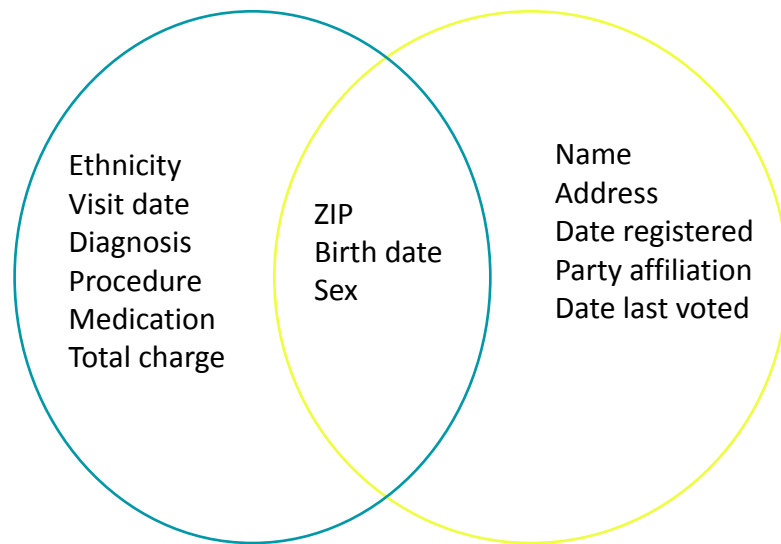 Ethnicity
Visit date
Diagnosis
Procedure
Medication
Total charge
ZIP
Birth date
Sex
Name
Address
Date registered
Party affiliation
Date last voted